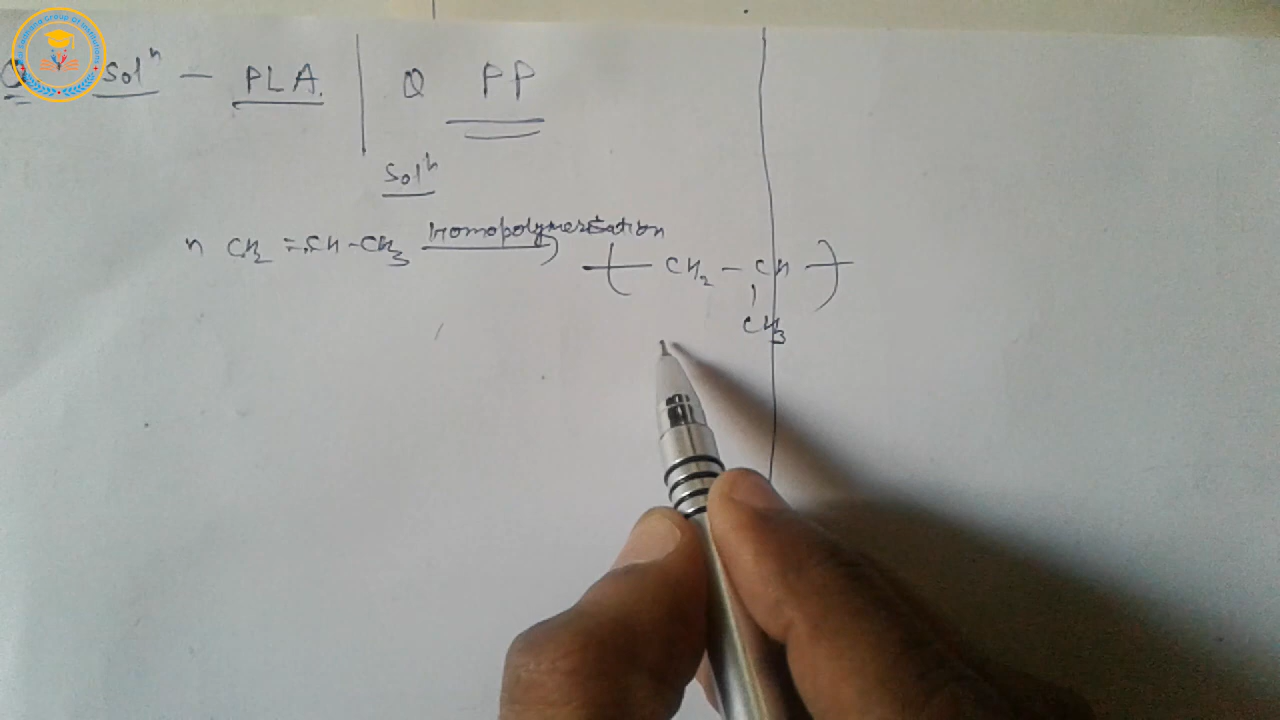 Q Solⁿ - PLA. Q PP
Solⁿ
n CH₂ = CH-CH₃ Homopolymerisation
( CH₂ - CH )
CH₃